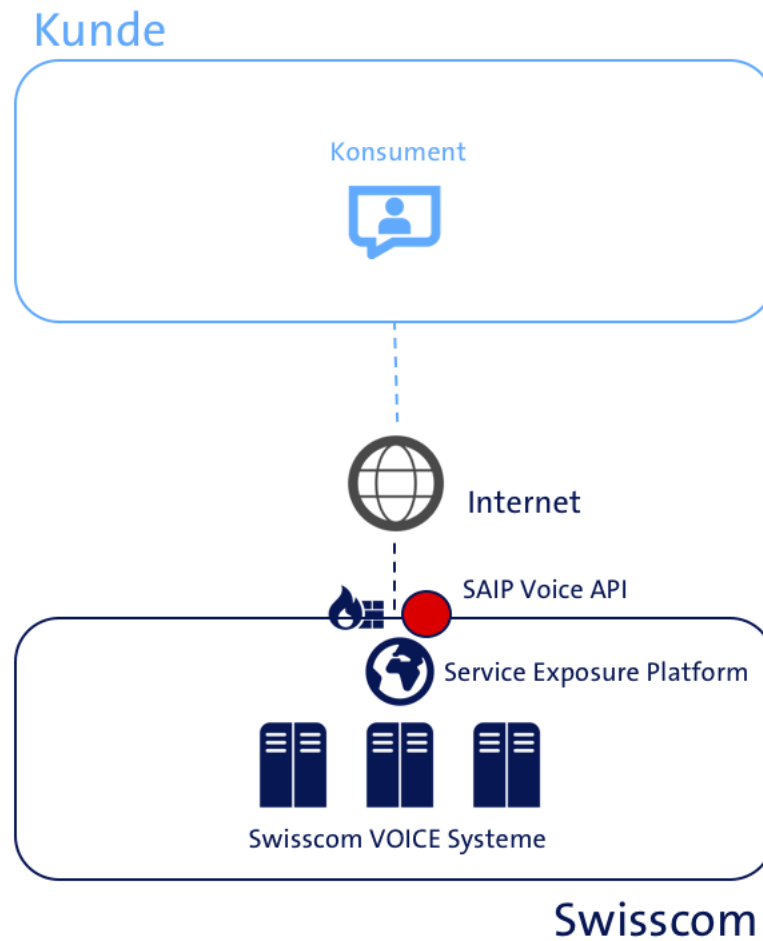 Kunde
Konsument
Internet
SAIP Voice API
Service Exposure Platform
Swisscom VOICE Systeme
Swisscom